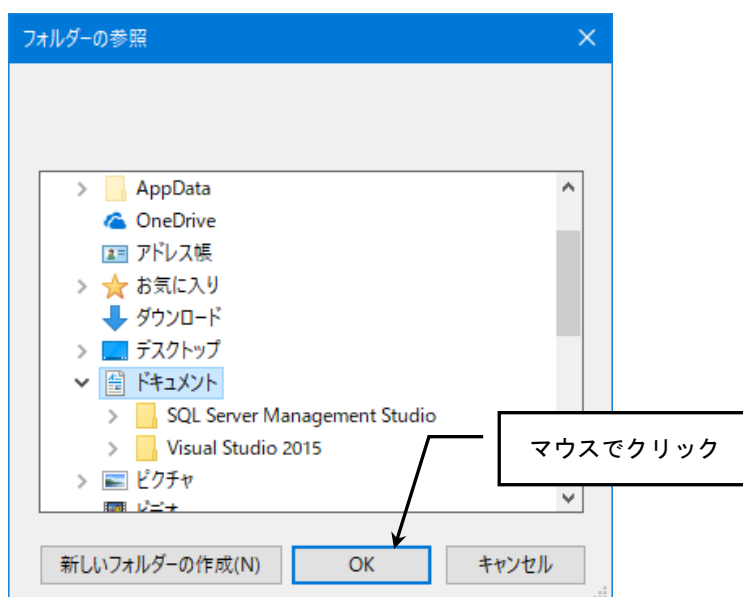 フォルダーの参照
AppData
OneDrive
アドレス帳
お気に入り
ダウンロード
デスクトップ
ドキュメント
SQL Server Management Studio
Visual Studio 2015
マウスでクリック
ピクチャ
ビデオ
新しいフォルダーの作成(N)
OK
キャンセル